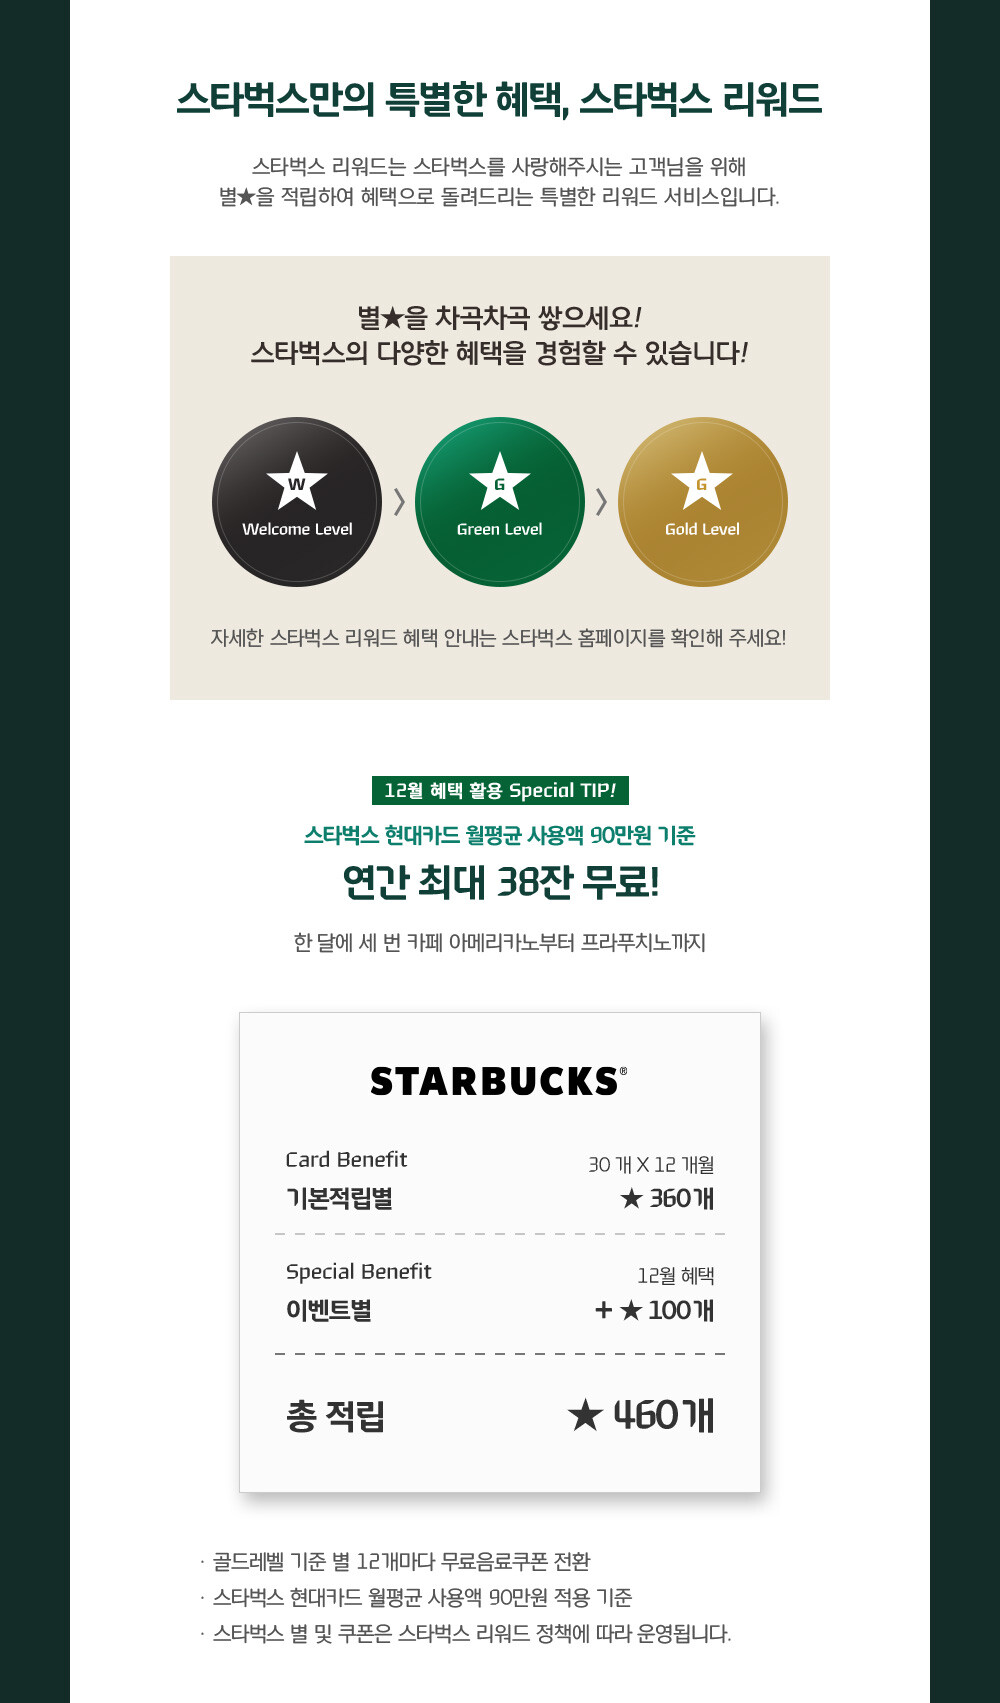 스타벅스만의 특별한 혜택, 스타벅스 리워드
스타벅스 리워드는 스타벅스를 사랑해주시는 고객님을 위해
별★을 적립하여 혜택으로 돌려드리는 특별한 리워드 서비스입니다.
별★을 차곡차곡 쌓으세요!
스타벅스의 다양한 혜택을 경험할 수 있습니다!
W
Welcome Level
G
Green Level
G
Gold Level
자세한 스타벅스 리워드 혜택 안내는 스타벅스 홈페이지를 확인해 주세요!
12월 혜택 활용 Special TIP!
스타벅스 현대카드 월평균 사용액 90만원 기준
연간 최대 38잔 무료!
한 달에 세 번 카페 아메리카노부터 프라푸치노까지
STARBUCKS®
Card Benefit 30 개 X 12 개월
기본적립별 ★ 360개
Special Benefit 12월 혜택
이벤트별 + ★ 100개
총 적립 ★ 460개
· 골드레벨 기준 별 12개마다 무료음료쿠폰 전환
· 스타벅스 현대카드 월평균 사용액 90만원 적용 기준
· 스타벅스 별 및 쿠폰은 스타벅스 리워드 정책에 따라 운영됩니다.